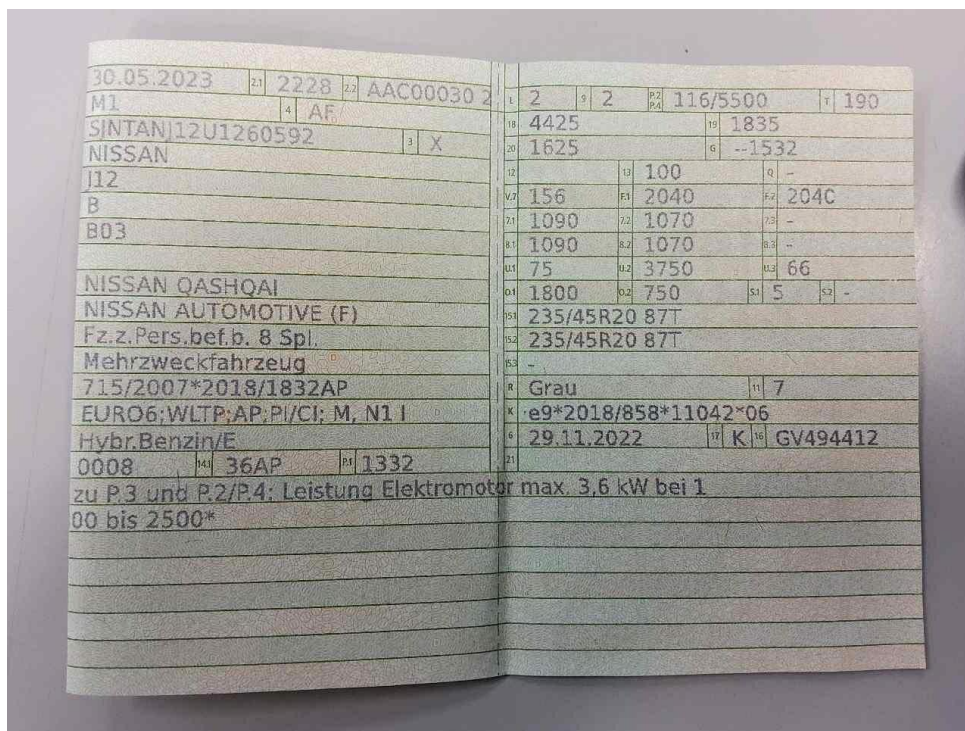 30.05.2023 2.1 2228 2.2 AAC00030 2
M1 4 AF
SJNTANJ12U1260592 3 X
NISSAN
J12
B
B03
NISSAN QASHQAI
NISSAN AUTOMOTIVE (F)
Fz.z.Pers.bef.b. 8 Spl.
Mehrzweckfahrzeug
715/2007*2018/1832AP
EURO6;WLTP;AP;PI/CI; M, N1 I
Hybr.Benzin/E
0008 14.1 36AP P.1 1332
L 2 9 2 P.2 P.4 116/5500 T 190
18 4425 19 1835
20 1625 G --1532
12 13 100 Q -
V.7 156 F.1 2040 F.2 2040
7.1 1090 7.2 1070 7.3 -
8.1 1090 8.2 1070 8.3 -
U.1 75 U.2 3750 U.3 66
O.1 1800 O.2 750 S.1 5 S.2 -
15.1 235/45R20 87T
15.2 235/45R20 87T
15.3 -
R Grau 11 7
K e9*2018/858*11042*06
6 29.11.2022 17 K 16 GV494412
21
zu P.3 und P.2/P.4: Leistung Elektromotor max. 3,6 kW bei 1
00 bis 2500*